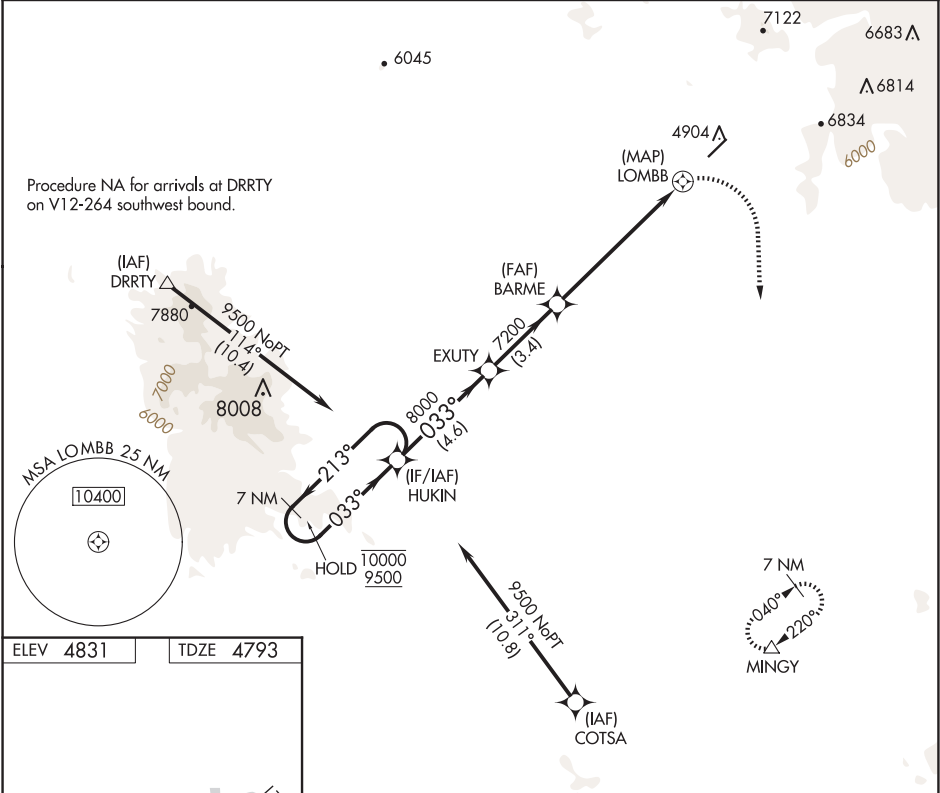 7122
6683
6045
6814
6834
4904
6000
(MAP)
LOMBB
Procedure NA for arrivals at DRRTY
on V12-264 southwest bound.
(IAF)
DRRTY
7880
9500 NoPT
114°
(10.4)
(FAF)
BARME
7200
(3.4)
EXUTY
7000
6000
8008
8000
033°
(4.6)
213°
(IF/IAF)
HUKIN
7 NM
033°
HOLD
10000
9500
MSA LOMBB 25 NM
10400
9500 NoPT
311°
(10.8)
7 NM
040°
220°
MINGY
(IAF)
COTSA
ELEV 4831
TDZE 4793